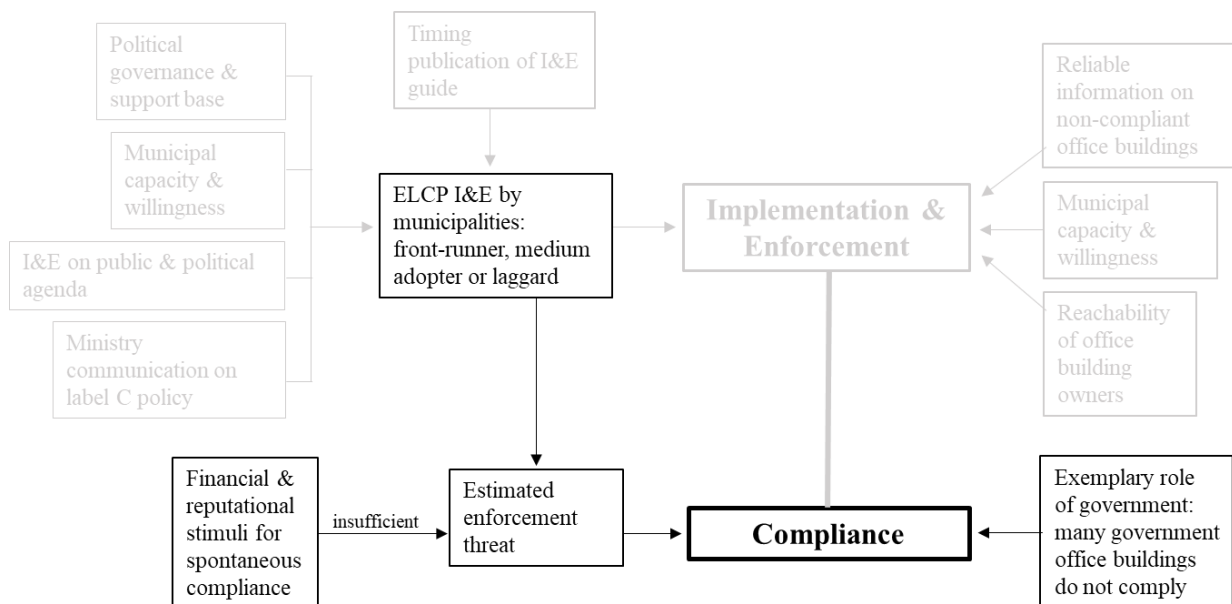 Political
governance &
support base
Municipal
capacity &
willingness
I&E on public & political
agenda
Ministry
communication on
label C policy
Timing
publication of I&E
guide
ELCP I&E by
municipalities:
front-runner, medium
adopter or laggard
Implementation &
Enforcement
Reliable
information on
non-compliant
office buildings
Municipal
capacity &
willingness
Reachability
of office
building
owners
Financial &
reputational
stimuli for
spontaneous
compliance
insufficient
Estimated
enforcement
threat
Compliance
Exemplary role
of government:
many government
office buildings
do not comply